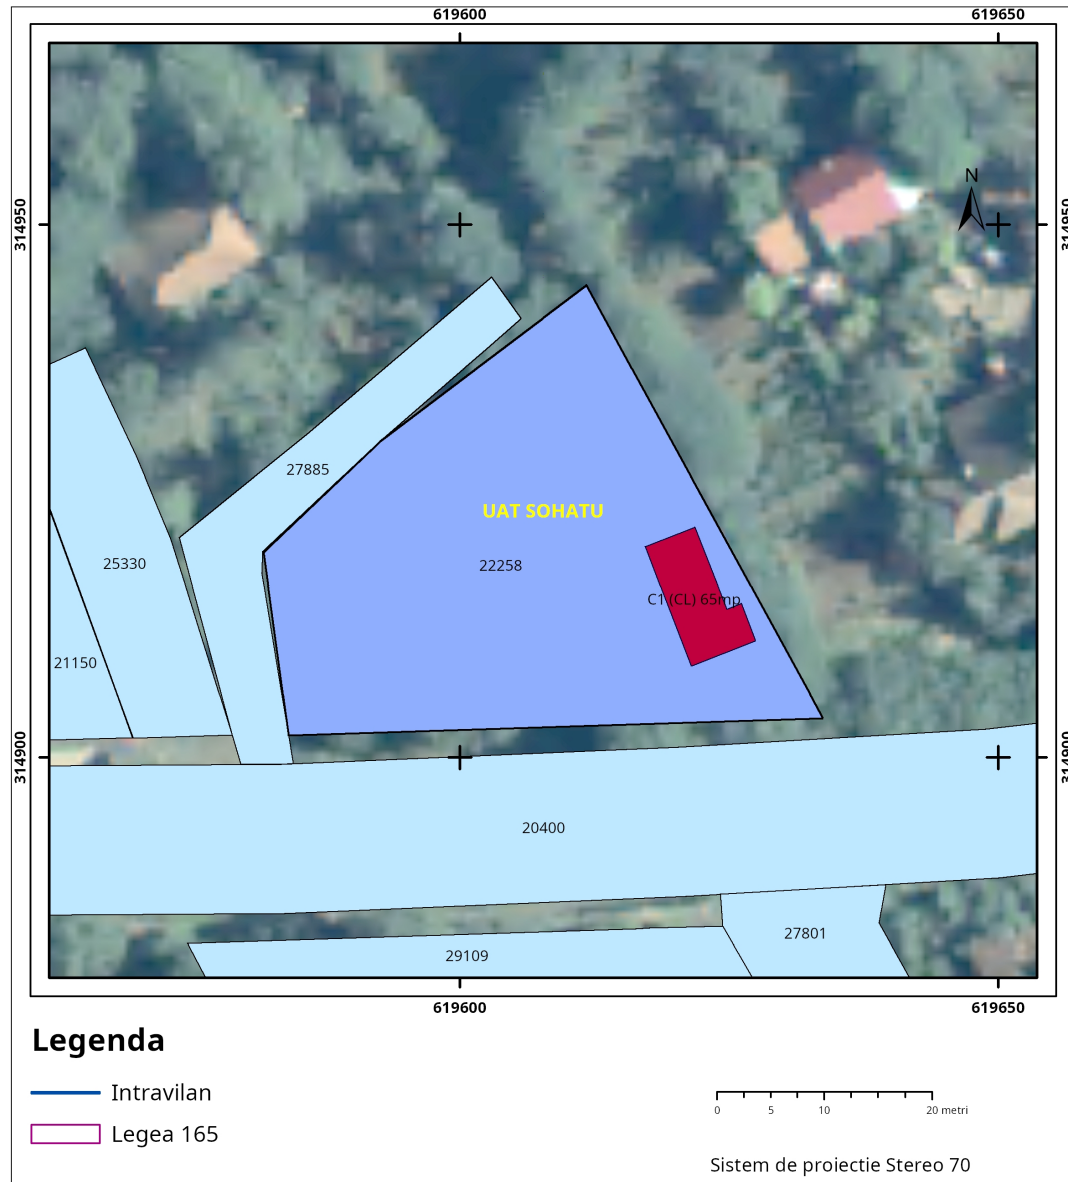 619600 619650
N
314950 314950
27885
UAT SOHATU
25330 22258
C1 (CL) 65mp
21150
314900 314900
20400
27801
29109
619600 619650
Legenda
Intravilan
Legea 165
0 5 10 20 metri
Sistem de proiectie Stereo 70